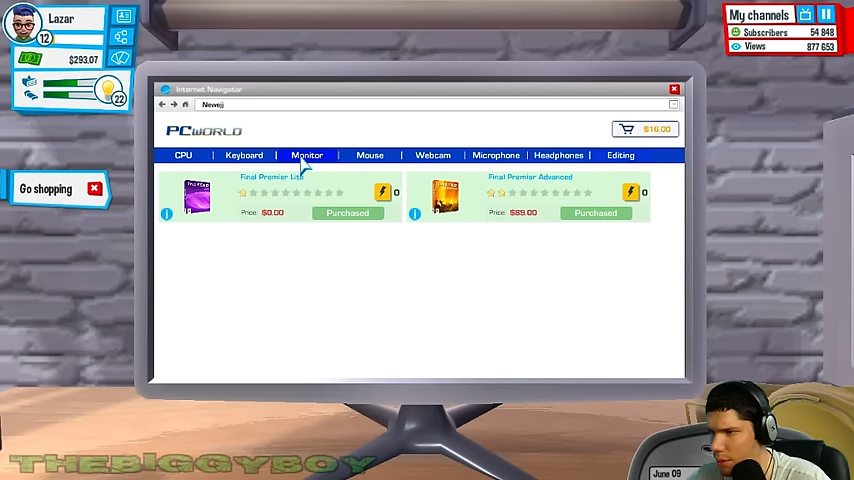 Lazar
12
$293.07
22
Go shopping
My channels
Subscribers 54 848
Views 877 653
Internet Navigator
Newejj
PCWORLD
$16.00
CPU Keyboard Monitor Mouse Webcam Microphone Headphones Editing
Final Premier Lite
0
Price: $0.00 Purchased
Final Premier Advanced
0
Price: $89.00 Purchased
June 09
THEBIGGYBOY